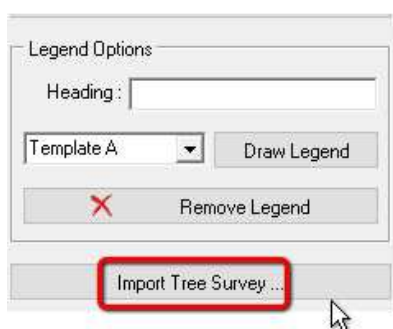 Legend Options
Heading :
Template A Draw Legend
Remove Legend
Import Tree Survey ...